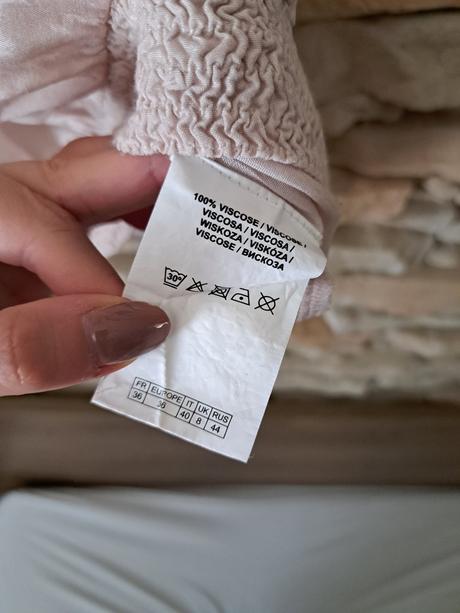 100% VISCOSE / VISCOSE /
VISCOSA / VISCOSA /
WISKOZA / VISKÓZA /
VISCOSE / ВИСКОЗА
30°
FR EUROPE IT UK RUS
36 36 40 8 44